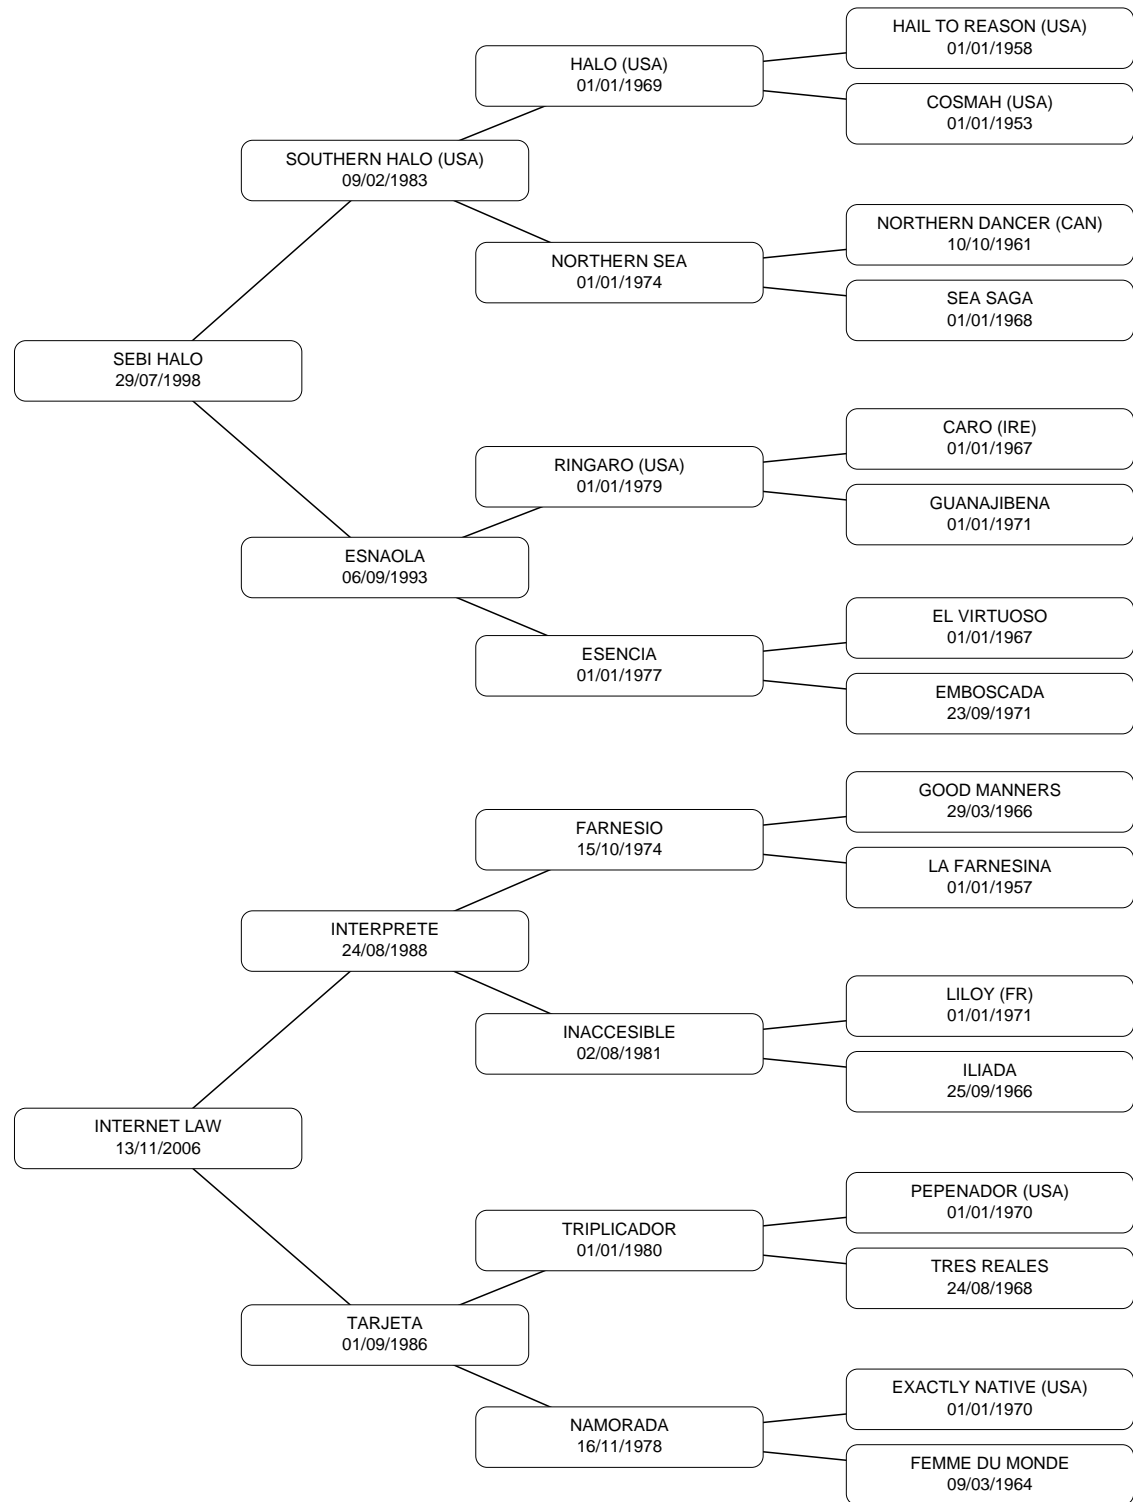 HAIL TO REASON (USA)
01/01/1958
HALO (USA)
01/01/1969
COSMAH (USA)
01/01/1953
SOUTHERN HALO (USA)
09/02/1983
NORTHERN DANCER (CAN)
10/10/1961
NORTHERN SEA
01/01/1974
SEA SAGA
01/01/1968
SEBI HALO
29/07/1998
CARO (IRE)
01/01/1967
RINGARO (USA)
01/01/1979
GUANAJIBENA
01/01/1971
ESNAOLA
06/09/1993
EL VIRTUOSO
01/01/1967
ESENCIA
01/01/1977
EMBOSCADA
23/09/1971
GOOD MANNERS
29/03/1966
FARNESIO
15/10/1974
LA FARNESINA
01/01/1957
INTERPRETE
24/08/1988
LILOY (FR)
01/01/1971
INACCESIBLE
02/08/1981
ILIADA
25/09/1966
INTERNET LAW
13/11/2006
PEPENADOR (USA)
01/01/1970
TRIPLICADOR
01/01/1980
TRES REALES
24/08/1968
TARJETA
01/09/1986
EXACTLY NATIVE (USA)
01/01/1970
NAMORADA
16/11/1978
FEMME DU MONDE
09/03/1964